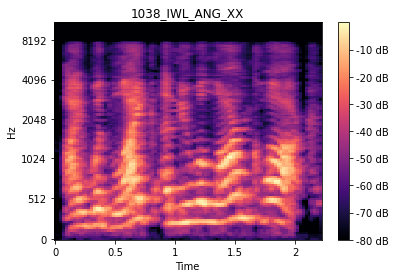 1038_IWL_ANG_XX
8192
4096
2048
1024
512
0
Hz
0
0.5
1
1.5
2
Time
-10 dB
-20 dB
-30 dB
-40 dB
-50 dB
-60 dB
-70 dB
-80 dB